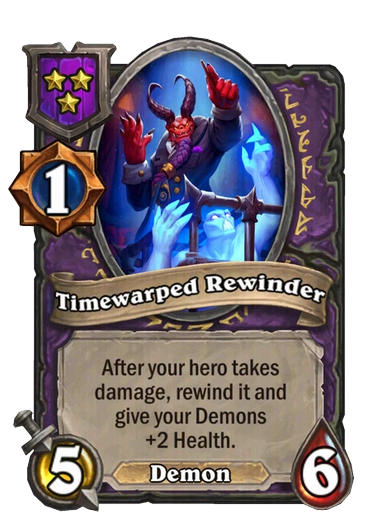 1
Timewarped Rewinder
After your hero takes
damage, rewind it and
give your Demons
+2 Health.
5
Demon
6